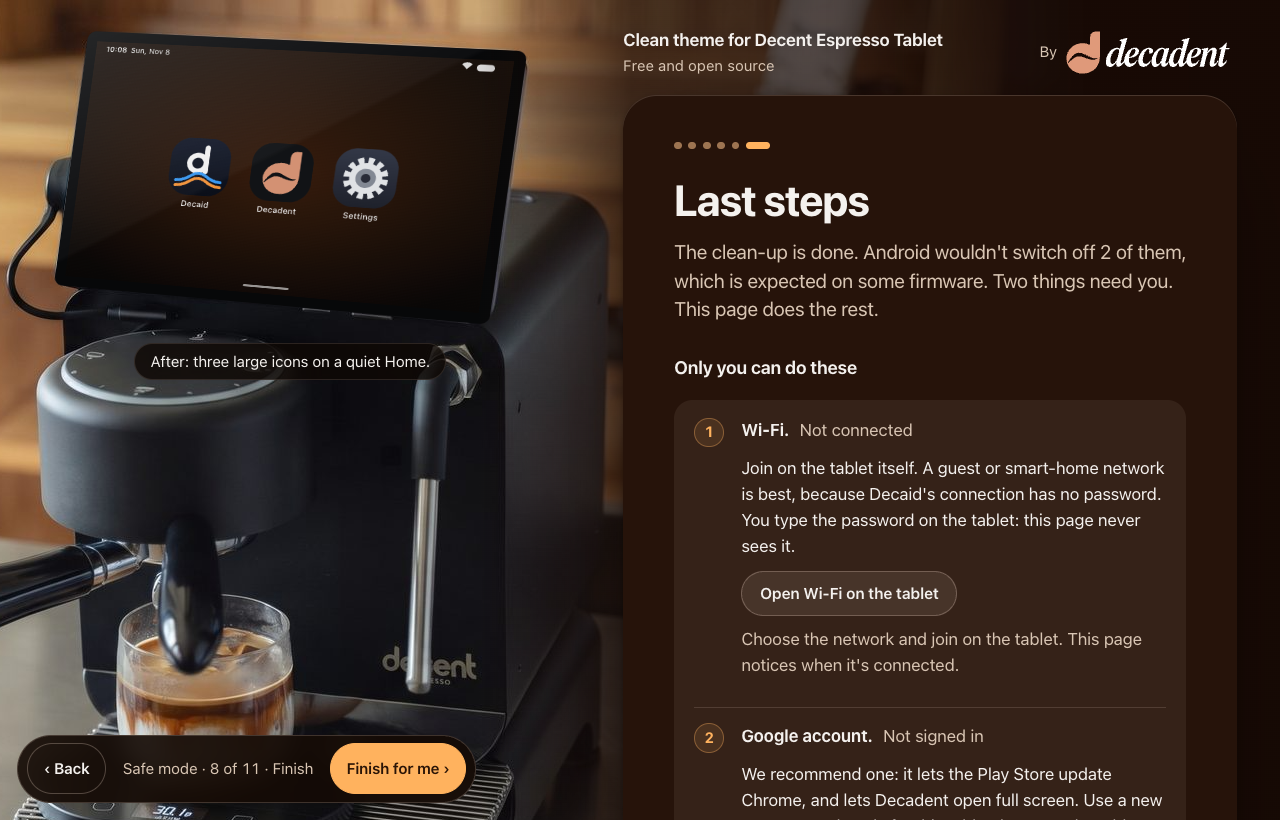 10:08 Sun, Nov 8
Decaid
Decadent
Settings
After: three large icons on a quiet Home.
‹ Back
Safe mode · 8 of 11 · Finish
Finish for me ›
Clean theme for Decent Espresso Tablet
Free and open source
By decadent
Last steps
The clean-up is done. Android wouldn't switch off 2 of them,
which is expected on some firmware. Two things need you.
This page does the rest.
Only you can do these
1 Wi-Fi. Not connected
Join on the tablet itself. A guest or smart-home network
is best, because Decaid's connection has no password.
You type the password on the tablet: this page never
sees it.
Open Wi-Fi on the tablet
Choose the network and join on the tablet. This page
notices when it's connected.
2 Google account. Not signed in
We recommend one: it lets the Play Store update
Chrome, and lets Decadent open full screen. Use a new